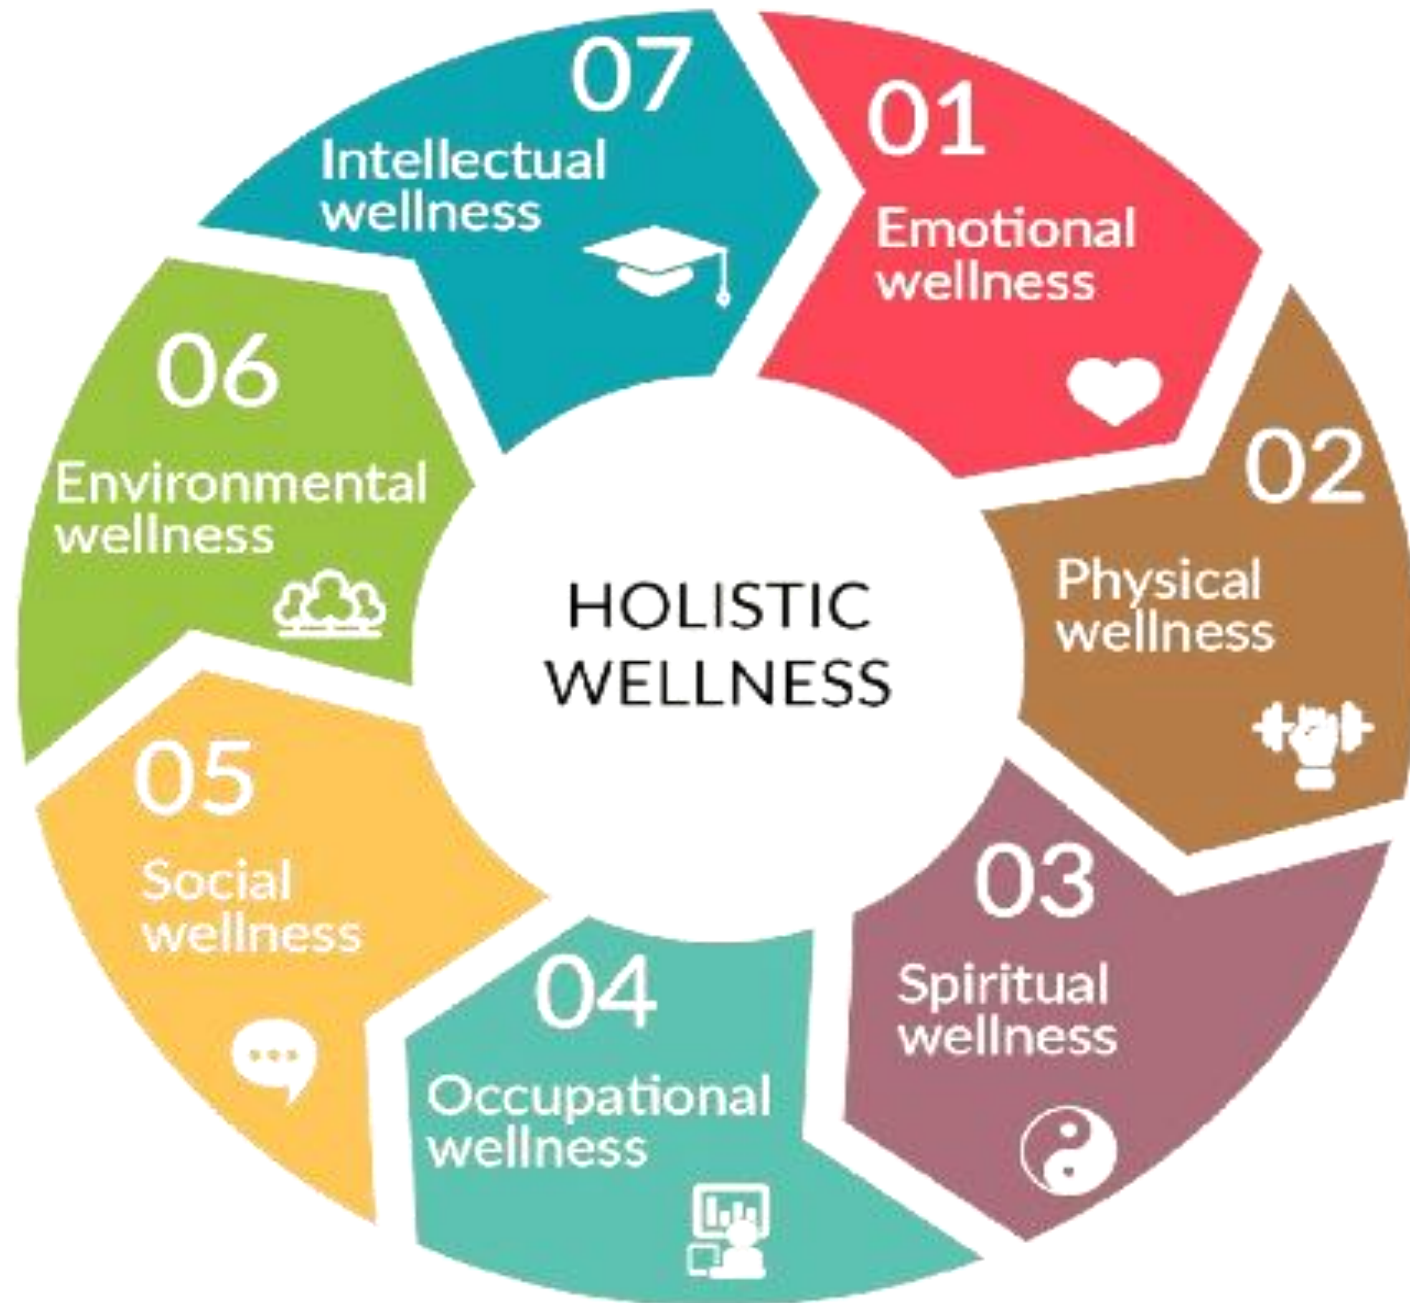 HOLISTIC
WELLNESS
01
Emotional
wellness
02
Physical
wellness
03
Spiritual
wellness
04
Occupational
wellness
05
Social
wellness
06
Environmental
wellness
07
Intellectual
wellness